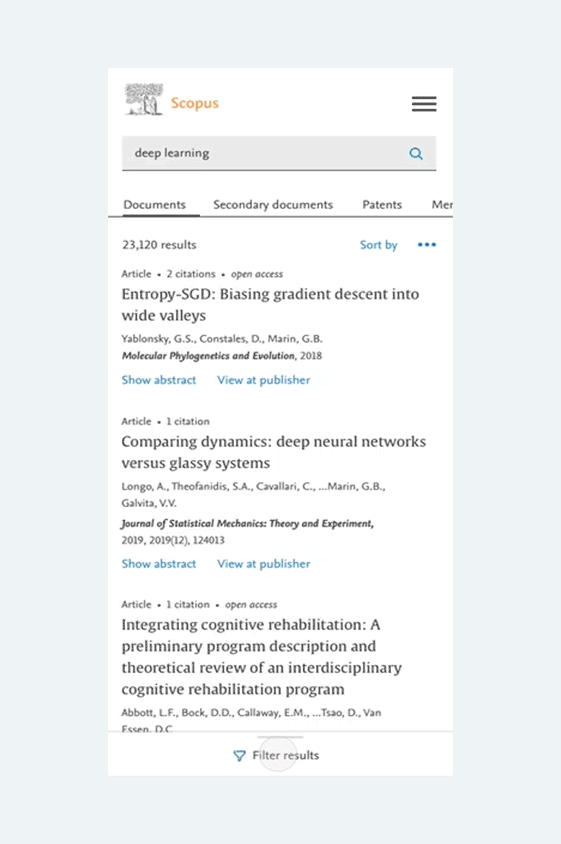 Scopus
deep learning
Documents Secondary documents Patents Mer
23,120 results Sort by
Article • 2 citations • open access
Entropy-SGD: Biasing gradient descent into
wide valleys
Yablonsky, G.S., Constales, D., Marin, G.B.
Molecular Phylogenetics and Evolution, 2018
Show abstract View at publisher
Article • 1 citation
Comparing dynamics: deep neural networks
versus glassy systems
Longo, A., Theofanidis, S.A., Cavallari, C., ...Marin, G.B.,
Galvita, V.V.
Journal of Statistical Mechanics: Theory and Experiment,
2019, 2019(12), 124013
Show abstract View at publisher
Article • 1 citation • open access
Integrating cognitive rehabilitation: A
preliminary program description and
theoretical review of an interdisciplinary
cognitive rehabilitation program
Abbott, L.F., Bock, D.D., Callaway, E.M., ...Tsao, D., Van
Essen, D.C
Filter results